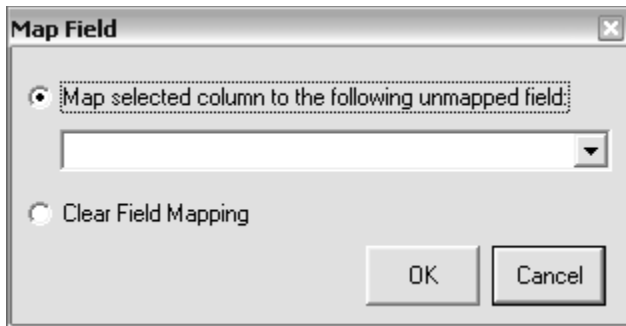 Map Field
Map selected column to the following unmapped field:
Clear Field Mapping
OK Cancel